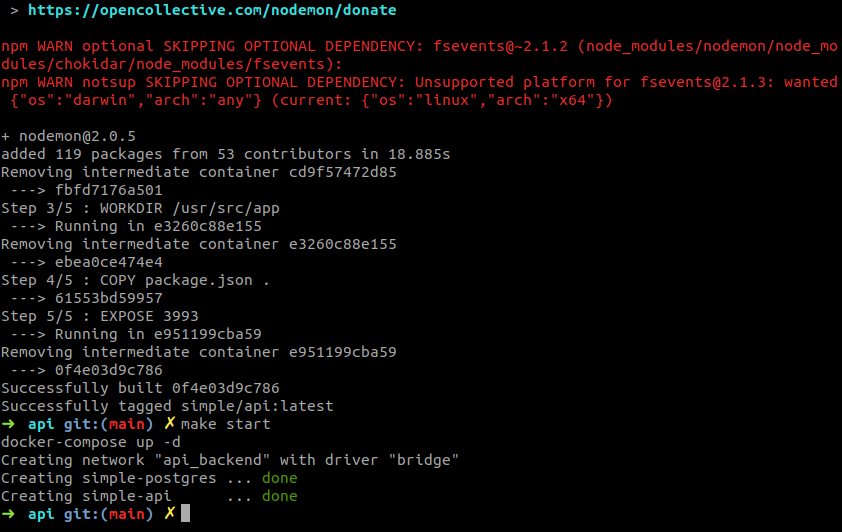 > https://opencollective.com/nodemon/donate
npm WARN optional SKIPPING OPTIONAL DEPENDENCY: fsevents@~2.1.2 (node_modules/nodemon/node_mo
dules/chokidar/node_modules/fsevents):
npm WARN notsup SKIPPING OPTIONAL DEPENDENCY: Unsupported platform for fsevents@2.1.3: wanted
{"os":"darwin","arch":"any"} (current: {"os":"linux","arch":"x64"})
+ nodemon@2.0.5
added 119 packages from 53 contributors in 18.885s
Removing intermediate container cd9f57472d85
---> fbfd7176a501
Step 3/5 : WORKDIR /usr/src/app
---> Running in e3260c88e155
Removing intermediate container e3260c88e155
---> ebea0ce474e4
Step 4/5 : COPY package.json .
---> 61553bd59957
Step 5/5 : EXPOSE 3993
---> Running in e951199cba59
Removing intermediate container e951199cba59
---> 0f4e03d9c786
Successfully built 0f4e03d9c786
Successfully tagged simple/api:latest
➜ api git:(main) ✗ make start
docker-compose up -d
Creating network "api_backend" with driver "bridge"
Creating simple-postgres ... done
Creating simple-api ... done
➜ api git:(main) ✗